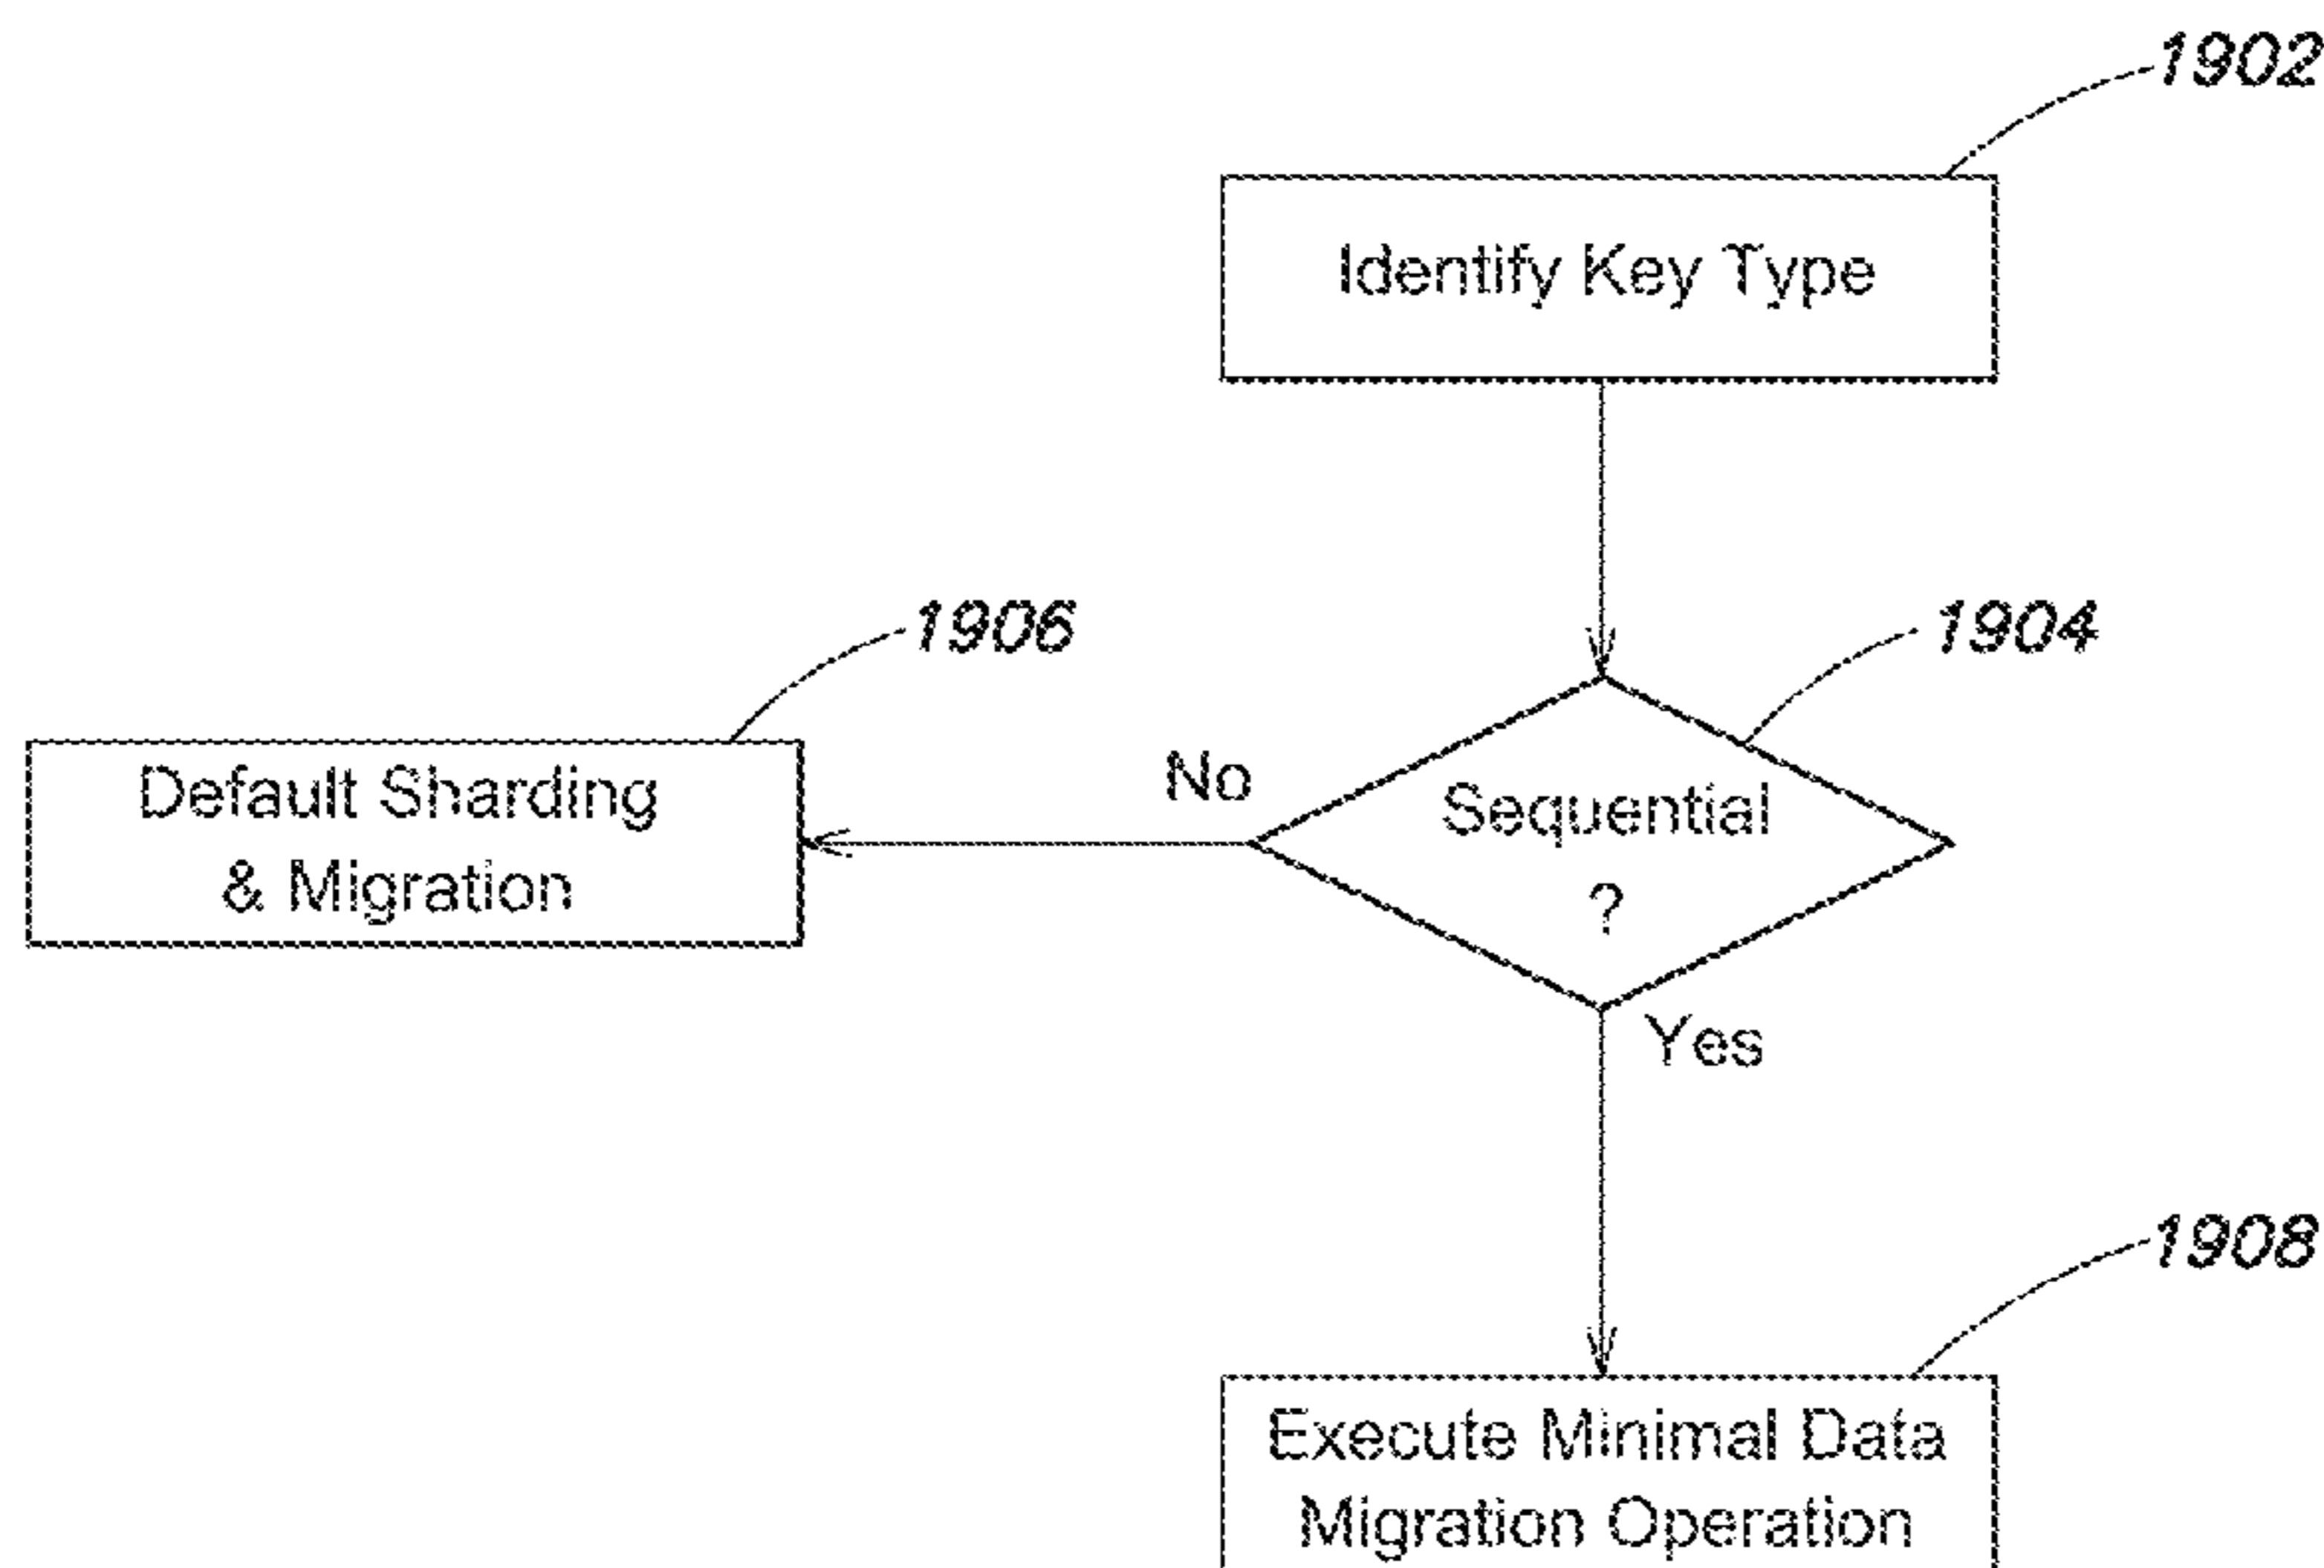 1902
Identify Key Type
1906
1904
Default Sharding
& Migration
No
Sequential
?
Yes
1908
Execute Minimal Data
Migration Operation